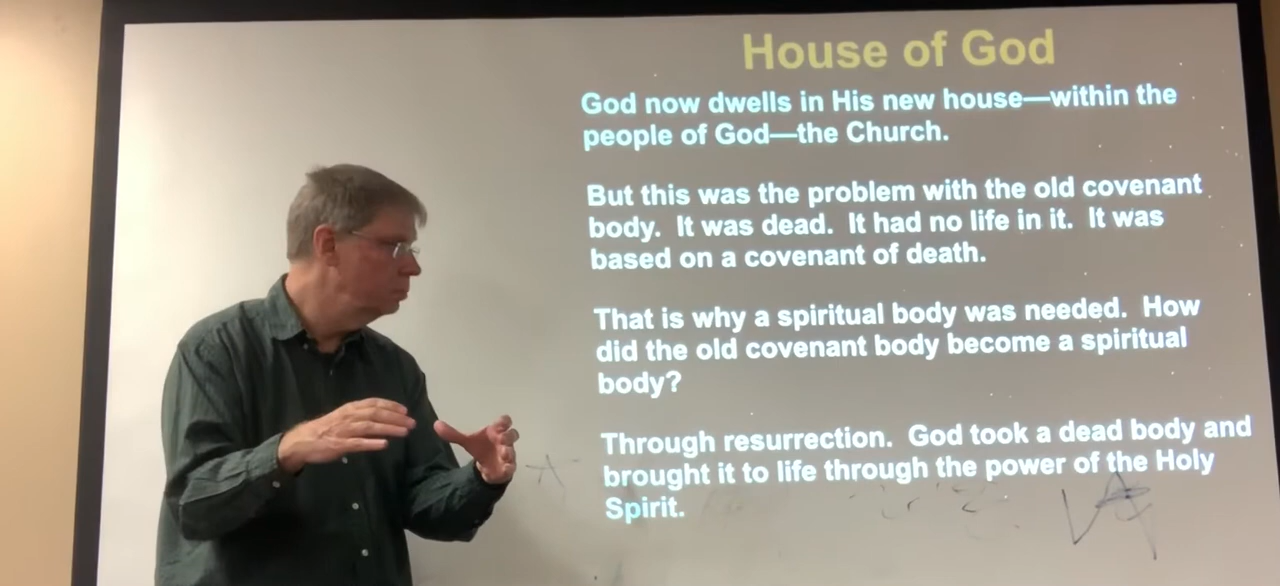 House of God
God now dwells in His new house—within the
people of God—the Church.
But this was the problem with the old covenant
body.  It was dead.  It had no life in it.  It was
based on a covenant of death.
That is why a spiritual body was needed.  How
did the old covenant body become a spiritual
body?
Through resurrection.  God took a dead body and
brought it to life through the power of the Holy
Spirit.